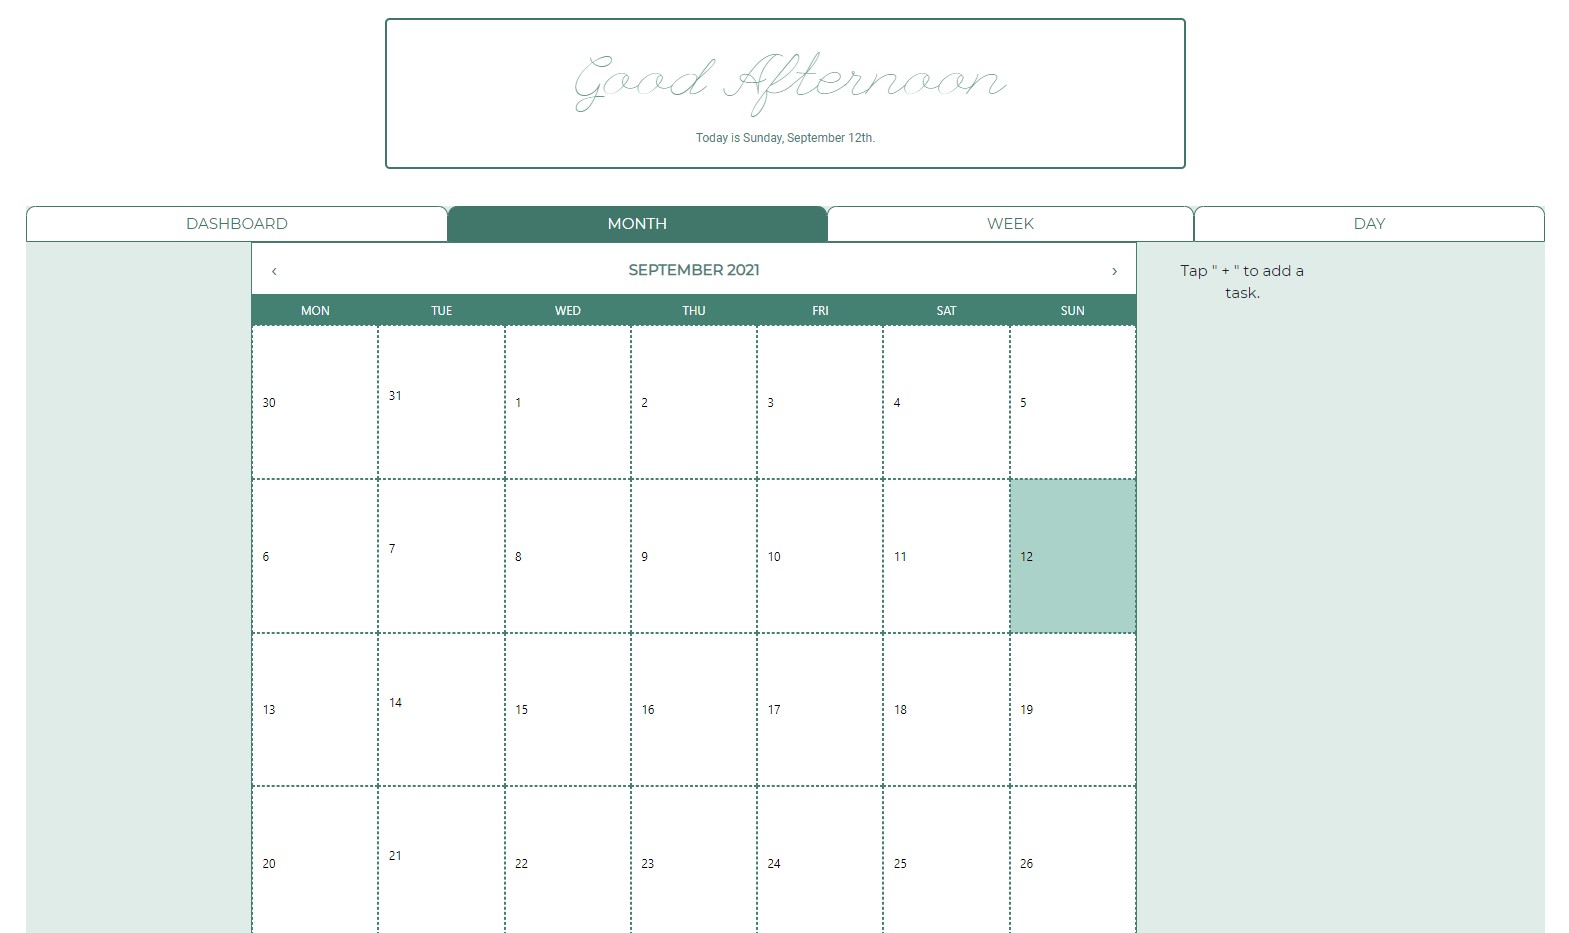 Good Afternoon
Today is Sunday, September 12th.
DASHBOARD MONTH WEEK DAY
‹ SEPTEMBER 2021 ›
Tap " + " to add a
task.
MON TUE WED THU FRI SAT SUN
30 31 1 2 3 4 5
6 7 8 9 10 11 12
13 14 15 16 17 18 19
20 21 22 23 24 25 26